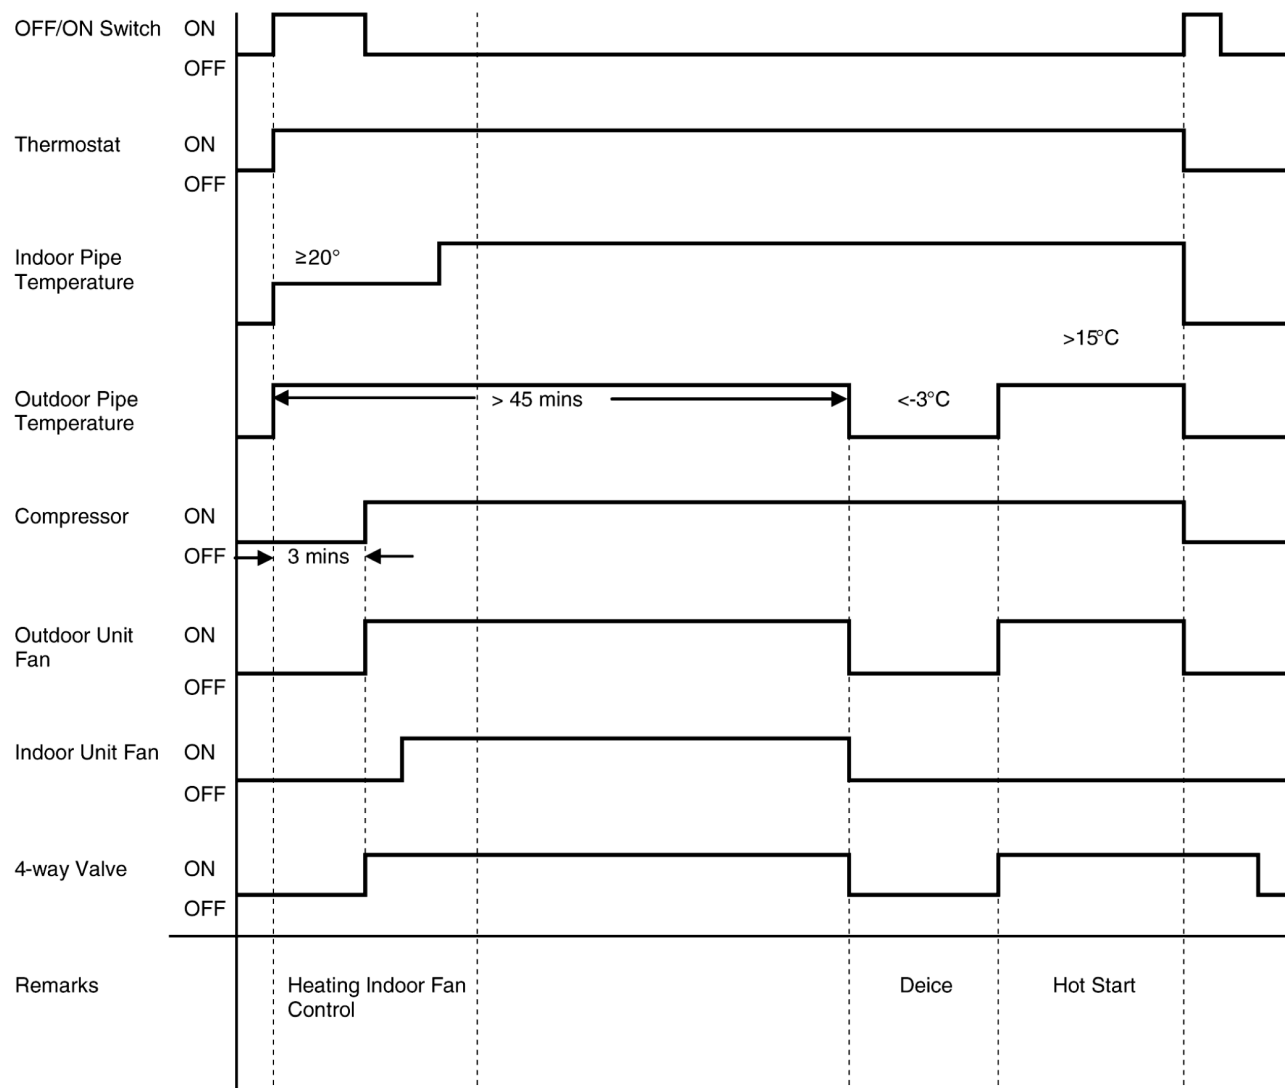 OFF/ON Switch ON
OFF
Thermostat ON
OFF
Indoor Pipe
Temperature
≥20°
>15°C
Outdoor Pipe
Temperature
> 45 mins
<-3°C
Compressor ON
OFF
3 mins
Outdoor Unit
Fan
ON
OFF
Indoor Unit Fan ON
OFF
4-way Valve ON
OFF
Remarks
Heating Indoor Fan
Control
Deice
Hot Start